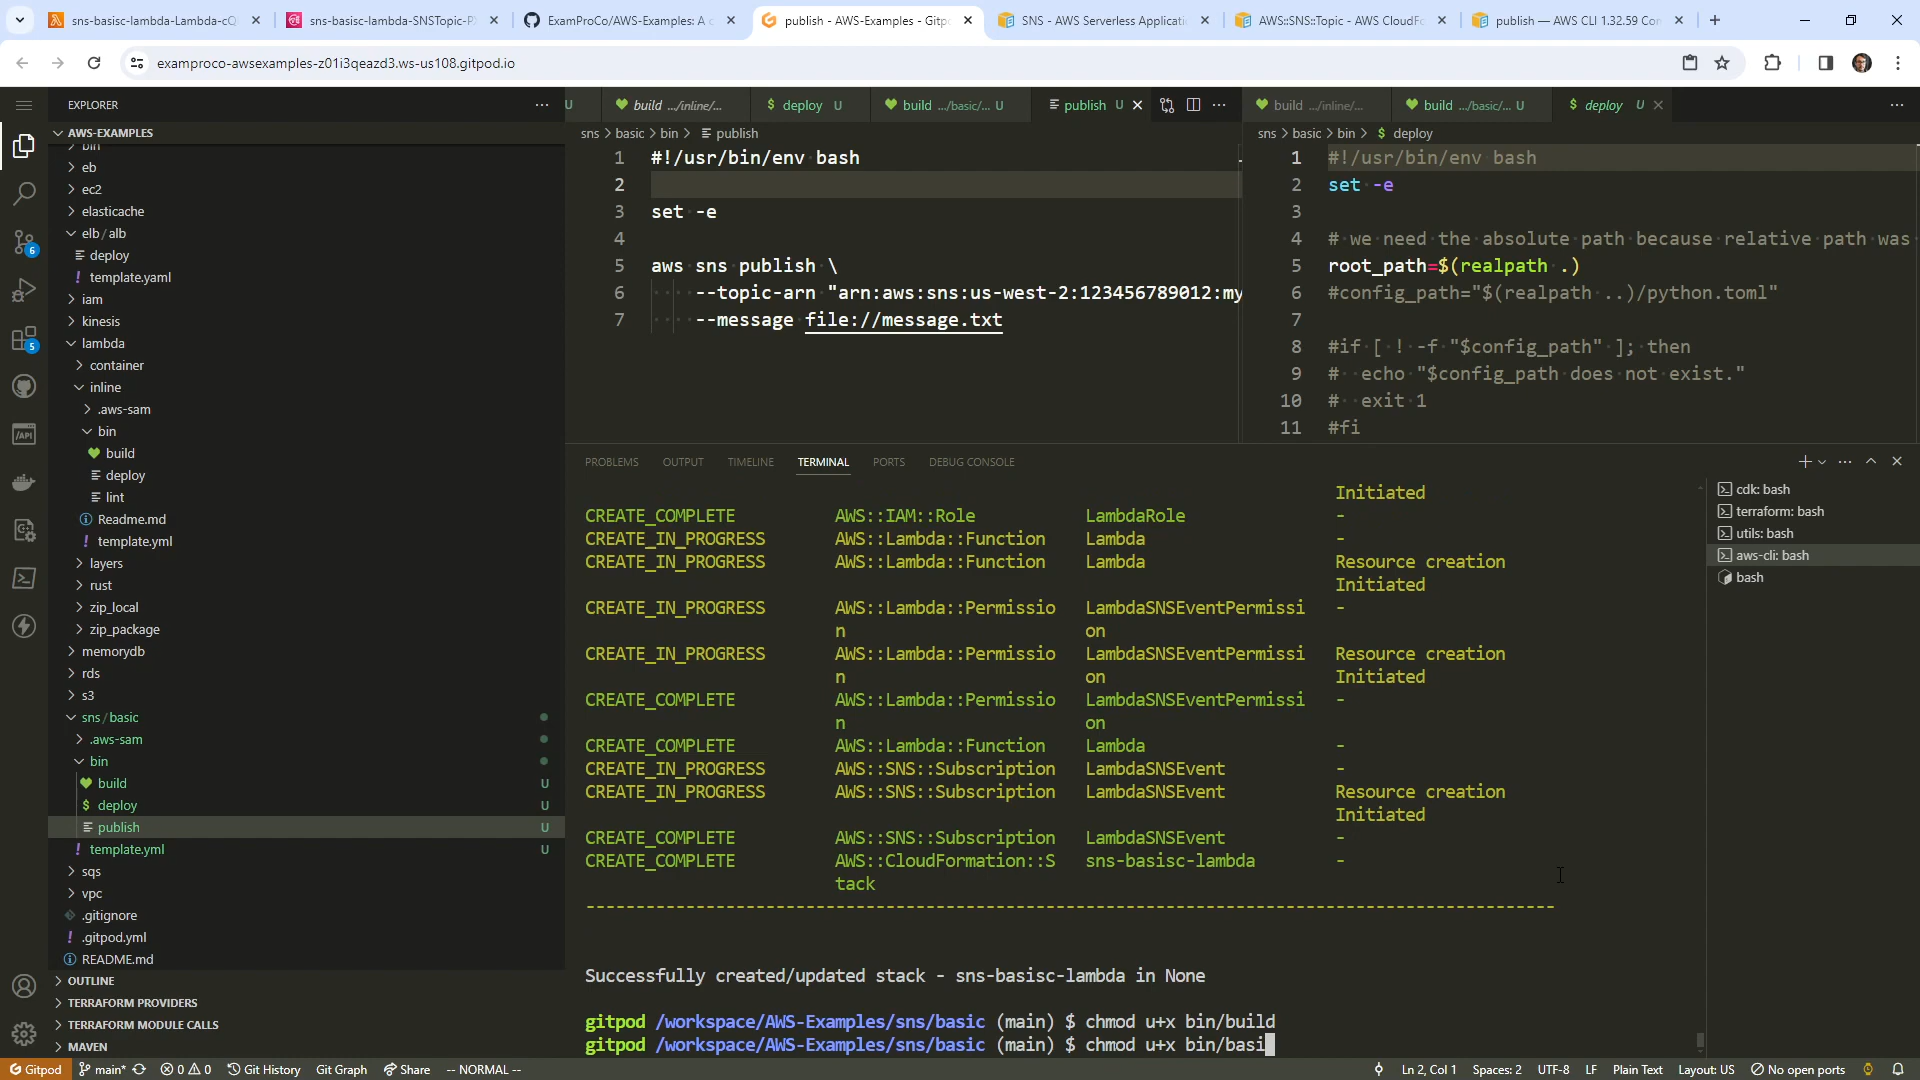 sns-basisc-lambda-Lambda-cQ
sns-basisc-lambda-SNSTopic-P
ExamProCo/AWS-Examples: A c
publish - AWS-Examples - Gitp
SNS - AWS Serverless Applicati
AWS::SNS::Topic - AWS CloudFo
publish — AWS CLI 1.32.59 Co
examproco-awsexamples-z01i3qeazd3.ws-us108.gitpod.io
EXPLORER
AWS-EXAMPLES
bin
eb
ec2
elasticache
elb / alb
deploy
template.yaml
iam
kinesis
lambda
container
inline
.aws-sam
bin
build
deploy
lint
Readme.md
template.yml
layers
rust
zip_local
zip_package
memorydb
rds
s3
sns / basic
.aws-sam
bin
build U
deploy U
publish U
template.yml U
sqs
vpc
.gitignore
.gitpod.yml
README.md
OUTLINE
TERRAFORM PROVIDERS
TERRAFORM MODULE CALLS
MAVEN
6
5
/API
U
build .../inline/...
deploy U
build .../basic/... U
publish U
sns > basic > bin > publish
1 #!/usr/bin/env bash
2
3 set -e
4
5 aws sns publish \
6 --topic-arn "arn:aws:sns:us-west-2:123456789012:my
7 --message file://message.txt
build .../inline/...
build .../basic/... U
deploy U
sns > basic > bin > $ deploy
1 #!/usr/bin/env bash
2 set -e
3
4 # we need the absolute path because relative path was
5 root_path=$(realpath .)
6 #config_path="$(realpath ..)/python.toml"
7
8 #if [ ! -f "$config_path" ]; then
9 #  echo "$config_path does not exist."
10 #  exit 1
11 #fi
PROBLEMS OUTPUT TIMELINE TERMINAL PORTS DEBUG CONSOLE
Initiated
CREATE_COMPLETE AWS::IAM::Role LambdaRole -
CREATE_IN_PROGRESS AWS::Lambda::Function Lambda -
CREATE_IN_PROGRESS AWS::Lambda::Function Lambda Resource creation
Initiated
CREATE_IN_PROGRESS AWS::Lambda::Permissio LambdaSNSEventPermissi -
n on
CREATE_IN_PROGRESS AWS::Lambda::Permissio LambdaSNSEventPermissi Resource creation
n on Initiated
CREATE_COMPLETE AWS::Lambda::Permissio LambdaSNSEventPermissi -
n on
CREATE_COMPLETE AWS::Lambda::Function Lambda -
CREATE_IN_PROGRESS AWS::SNS::Subscription LambdaSNSEvent -
CREATE_IN_PROGRESS AWS::SNS::Subscription LambdaSNSEvent Resource creation
Initiated
CREATE_COMPLETE AWS::SNS::Subscription LambdaSNSEvent -
CREATE_COMPLETE AWS::CloudFormation::S sns-basisc-lambda -
tack
-------------------------------------------------------------------------------------------------
Successfully created/updated stack - sns-basisc-lambda in None
gitpod /workspace/AWS-Examples/sns/basic (main) $ chmod u+x bin/build
gitpod /workspace/AWS-Examples/sns/basic (main) $ chmod u+x bin/basi
cdk: bash
terraform: bash
utils: bash
aws-cli: bash
bash
Gitpod main* 0 0 Git History Git Graph Share -- NORMAL -- Ln 2, Col 1 Spaces: 2 UTF-8 LF Plain Text Layout: US No open ports